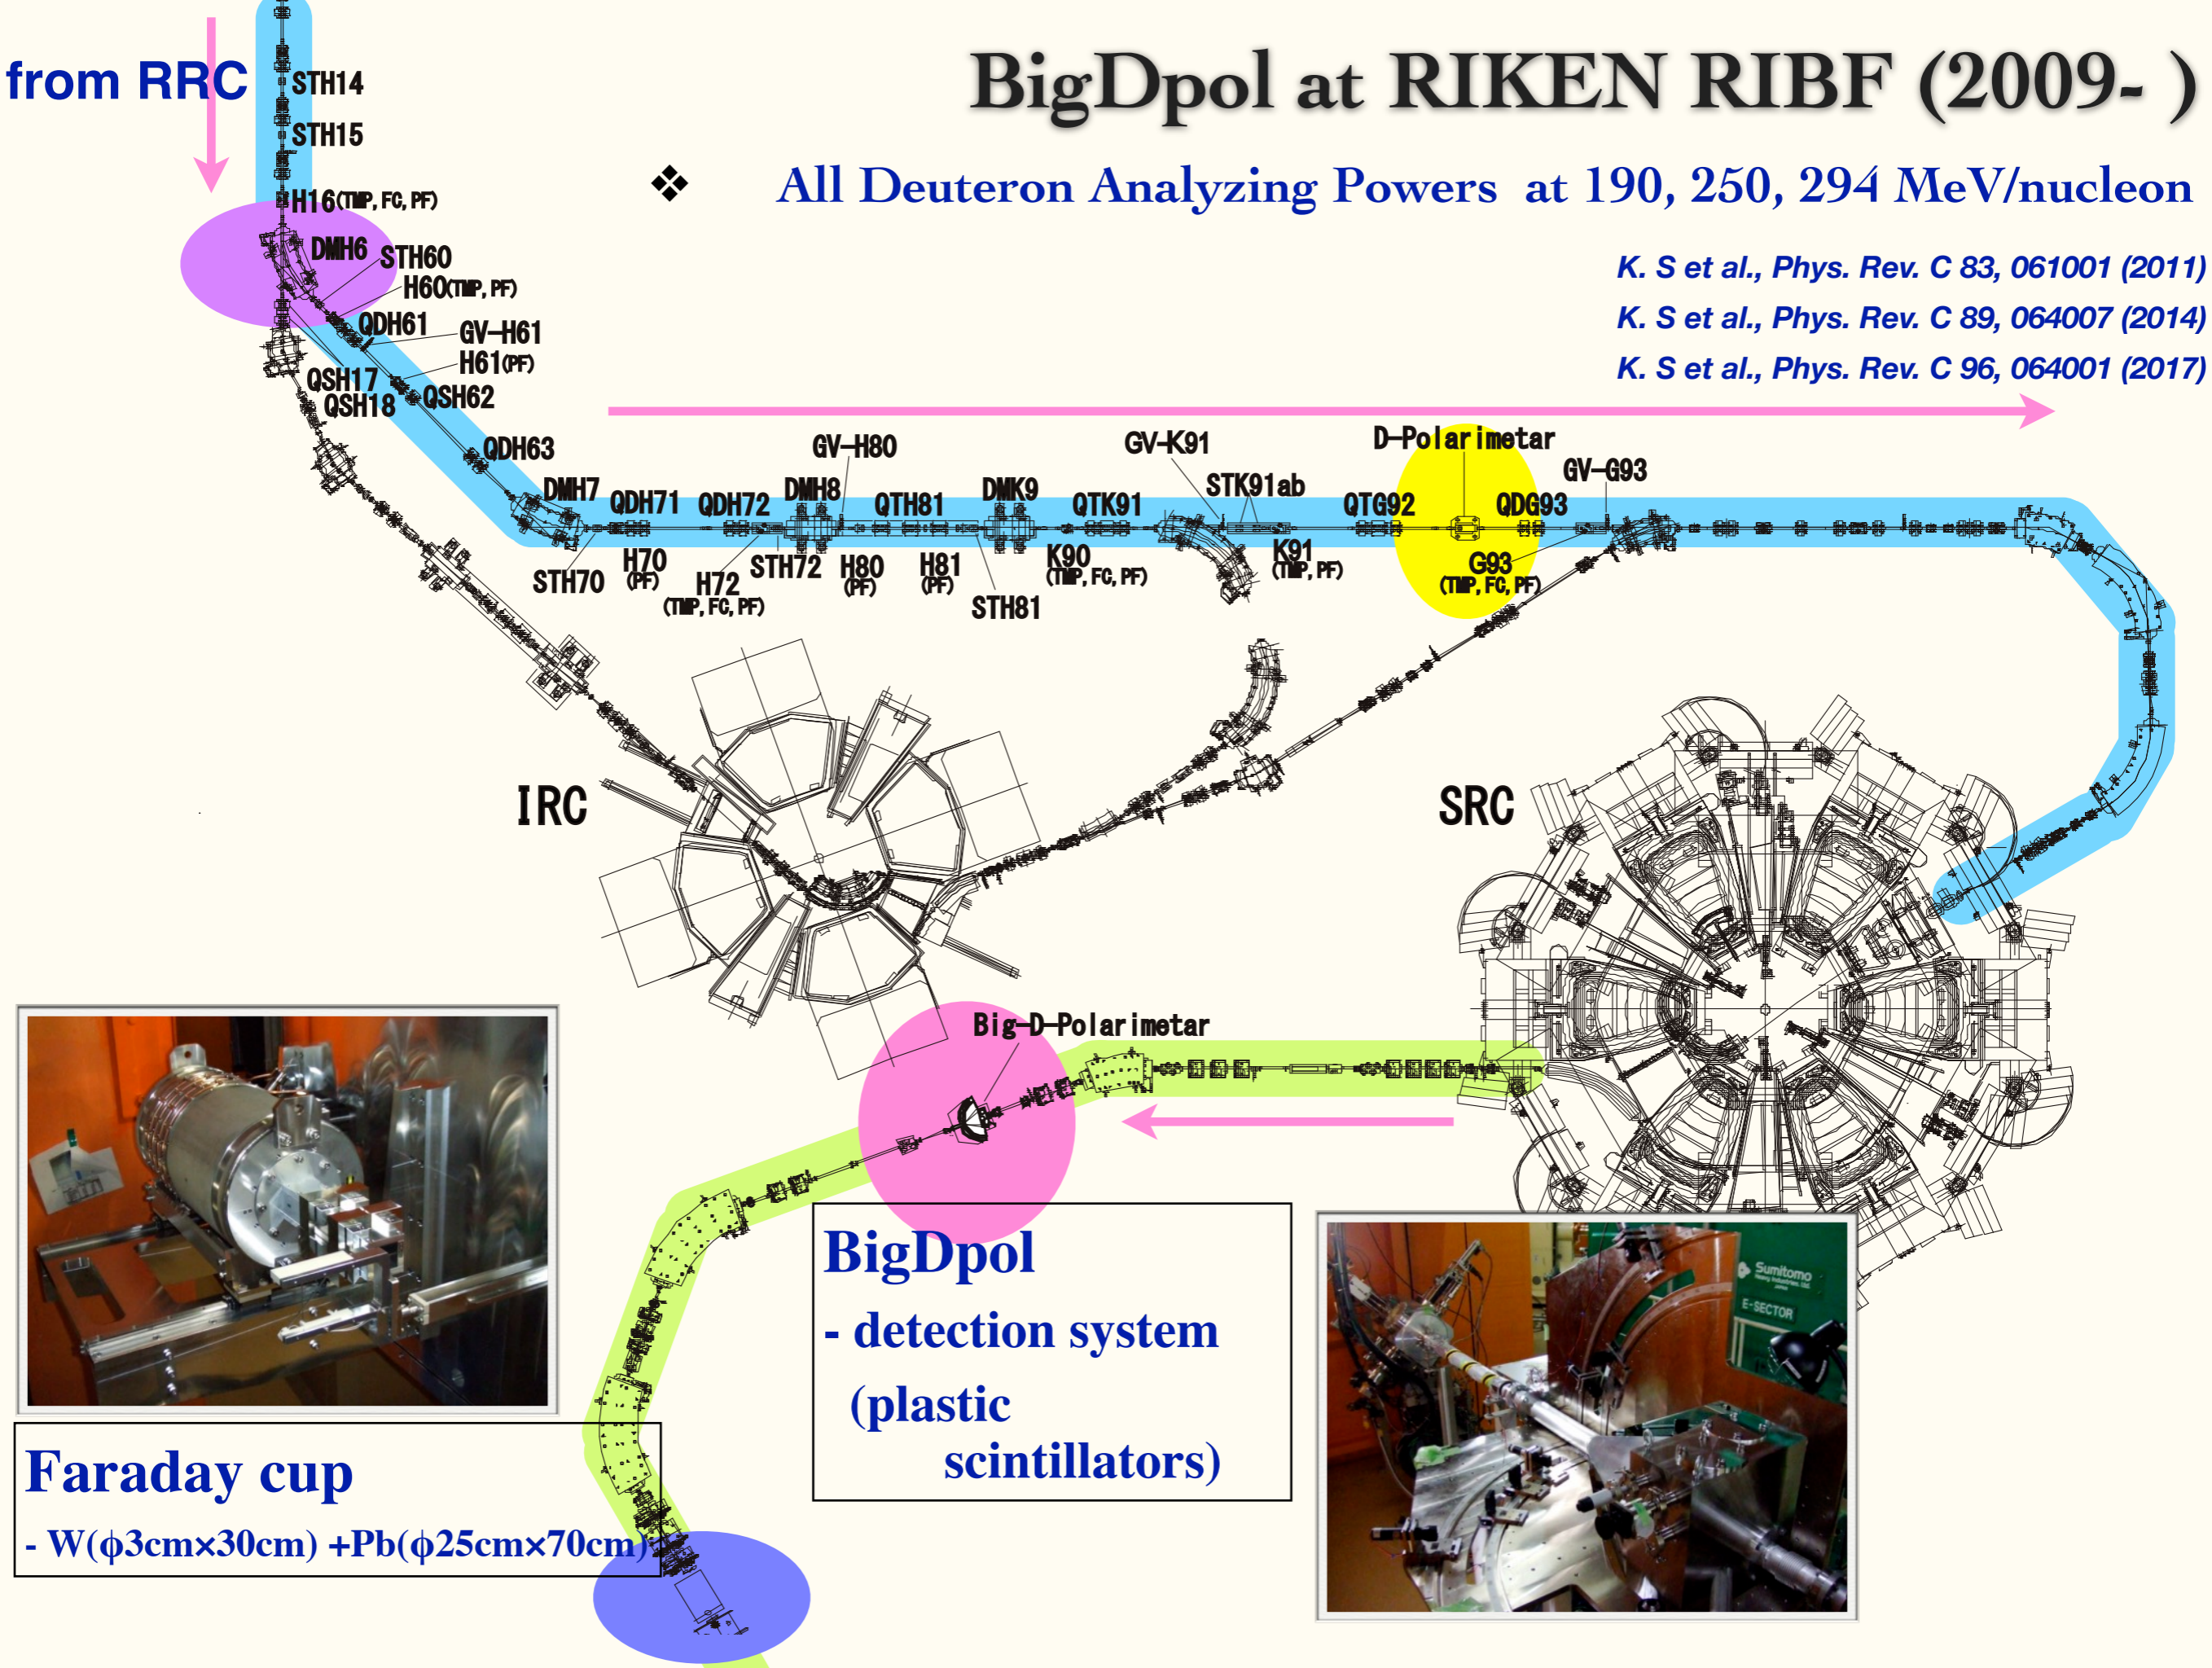 BigDpol at RIKEN RIBF (2009- )
from RRC
❖ All Deuteron Analyzing Powers at 190, 250, 294 MeV/nucleon
K. S et al., Phys. Rev. C 83, 061001 (2011)
K. S et al., Phys. Rev. C 89, 064007 (2014)
K. S et al., Phys. Rev. C 96, 064001 (2017)
STH14
STH15
H16(TMP, FC, PF)
DMH6
STH60
H60(TMP, PF)
QDH61
GV-H61
H61(PF)
QSH17
QSH18
QSH62
QDH63
DMH7
QDH71
QDH72
DMH8
GV-H80
QTH81
DMK9
QTK91
GV-K91
STK91ab
QTG92
D-Polarimetar
QDG93
GV-G93
STH70
H70
(PF)
H72
(TMP, FC, PF)
STH72
H80
(PF)
H81
(PF)
STH81
K90
(TMP, FC, PF)
K91
(TMP, PF)
G93
(TMP, FC, PF)
IRC
SRC
Big-D-Polarimetar
BigDpol
- detection system
(plastic
scintillators)
Faraday cup
- W(ϕ3cm×30cm) +Pb(ϕ25cm×70cm)
Sumitomo
E-SECTOR